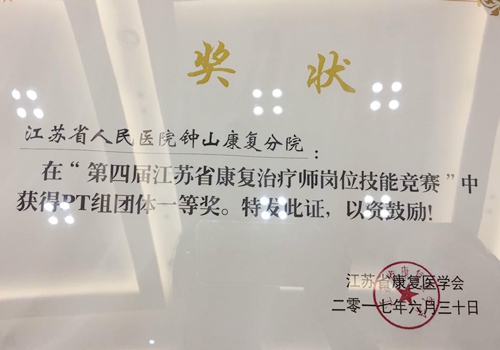 奖状
江苏省人民医院钟山康复分院：
在“第四届江苏省康复治疗师岗位技能竞赛”中
获得PT组团体一等奖。特发此证，以资鼓励!
江苏省康复医学会
二〇一七年六月三十日